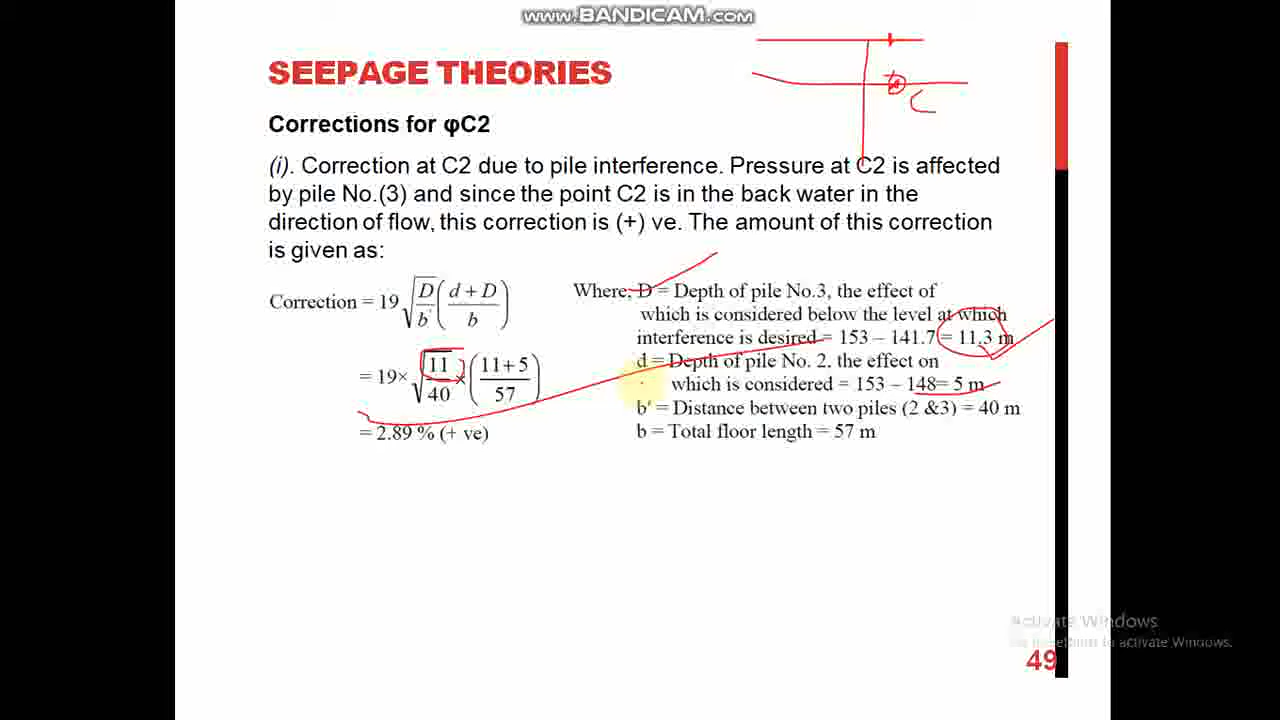 WWW.BANDICAM.COM
SEEPAGE THEORIES
Corrections for φC2
(i). Correction at C2 due to pile interference. Pressure at C2 is affected
by pile No.(3) and since the point C2 is in the back water in the
direction of flow, this correction is (+) ve. The amount of this correction
is given as:
Correction = 19 √(D/b') ((d + D)/b)
= 19× √(11/40) × ((11+5)/57)
= 2.89 % (+ ve)
Where, D = Depth of pile No.3, the effect of
which is considered below the level at which
interference is desired = 153 – 141.7 = 11.3 m
d = Depth of pile No. 2, the effect on
which is considered = 153 – 148= 5 m
b' = Distance between two piles (2 &3) = 40 m
b = Total floor length = 57 m
C
Activate Windows
to activate Windows.
49